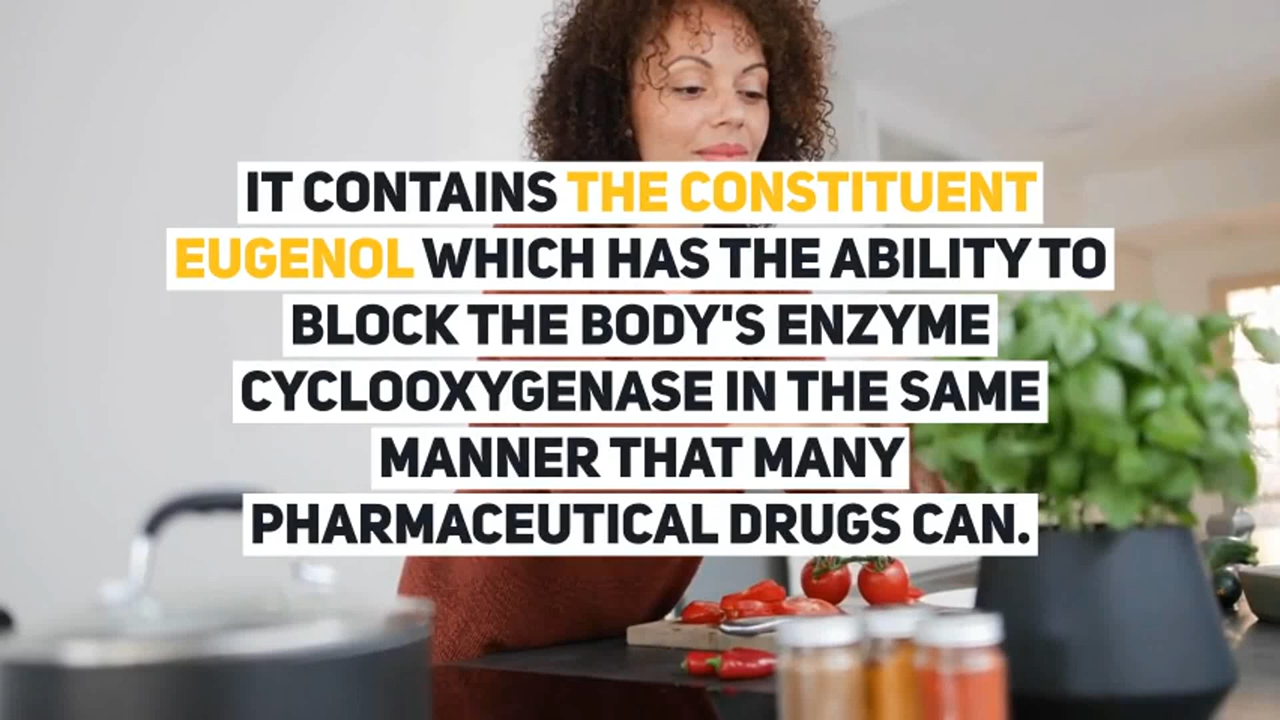 IT CONTAINS THE CONSTITUENT
EUGENOL WHICH HAS THE ABILITY TO
BLOCK THE BODY'S ENZYME
CYCLOOXYGENASE IN THE SAME
MANNER THAT MANY
PHARMACEUTICAL DRUGS CAN.